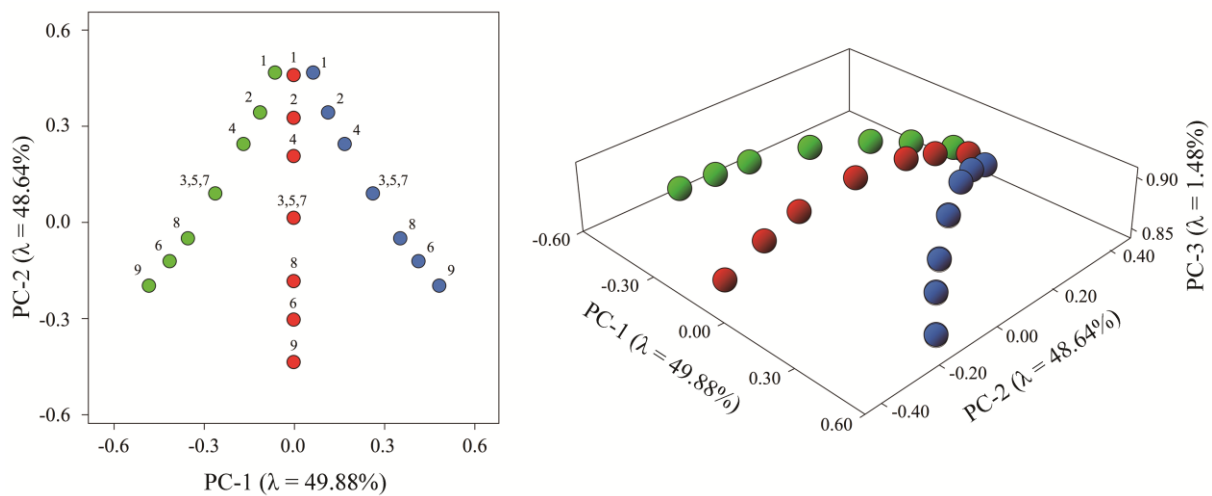 0.6
0.3
0.0
-0.3
-0.6
PC-2 (λ = 48.64%)
1 1 1
2 2 2
4 4 4
3,5,7 3,5,7 3,5,7
8 8 8
6 6 6
9 9 9
-0.6 -0.3 0.0 0.3 0.6
PC-1 (λ = 49.88%)
-0.60
-0.30
0.00
0.30
0.60
PC-1 (λ = 49.88%)
-0.40
-0.20
0.00
0.20
0.40
PC-2 (λ = 48.64%)
0.90
0.85
PC-3 (λ = 1.48%)